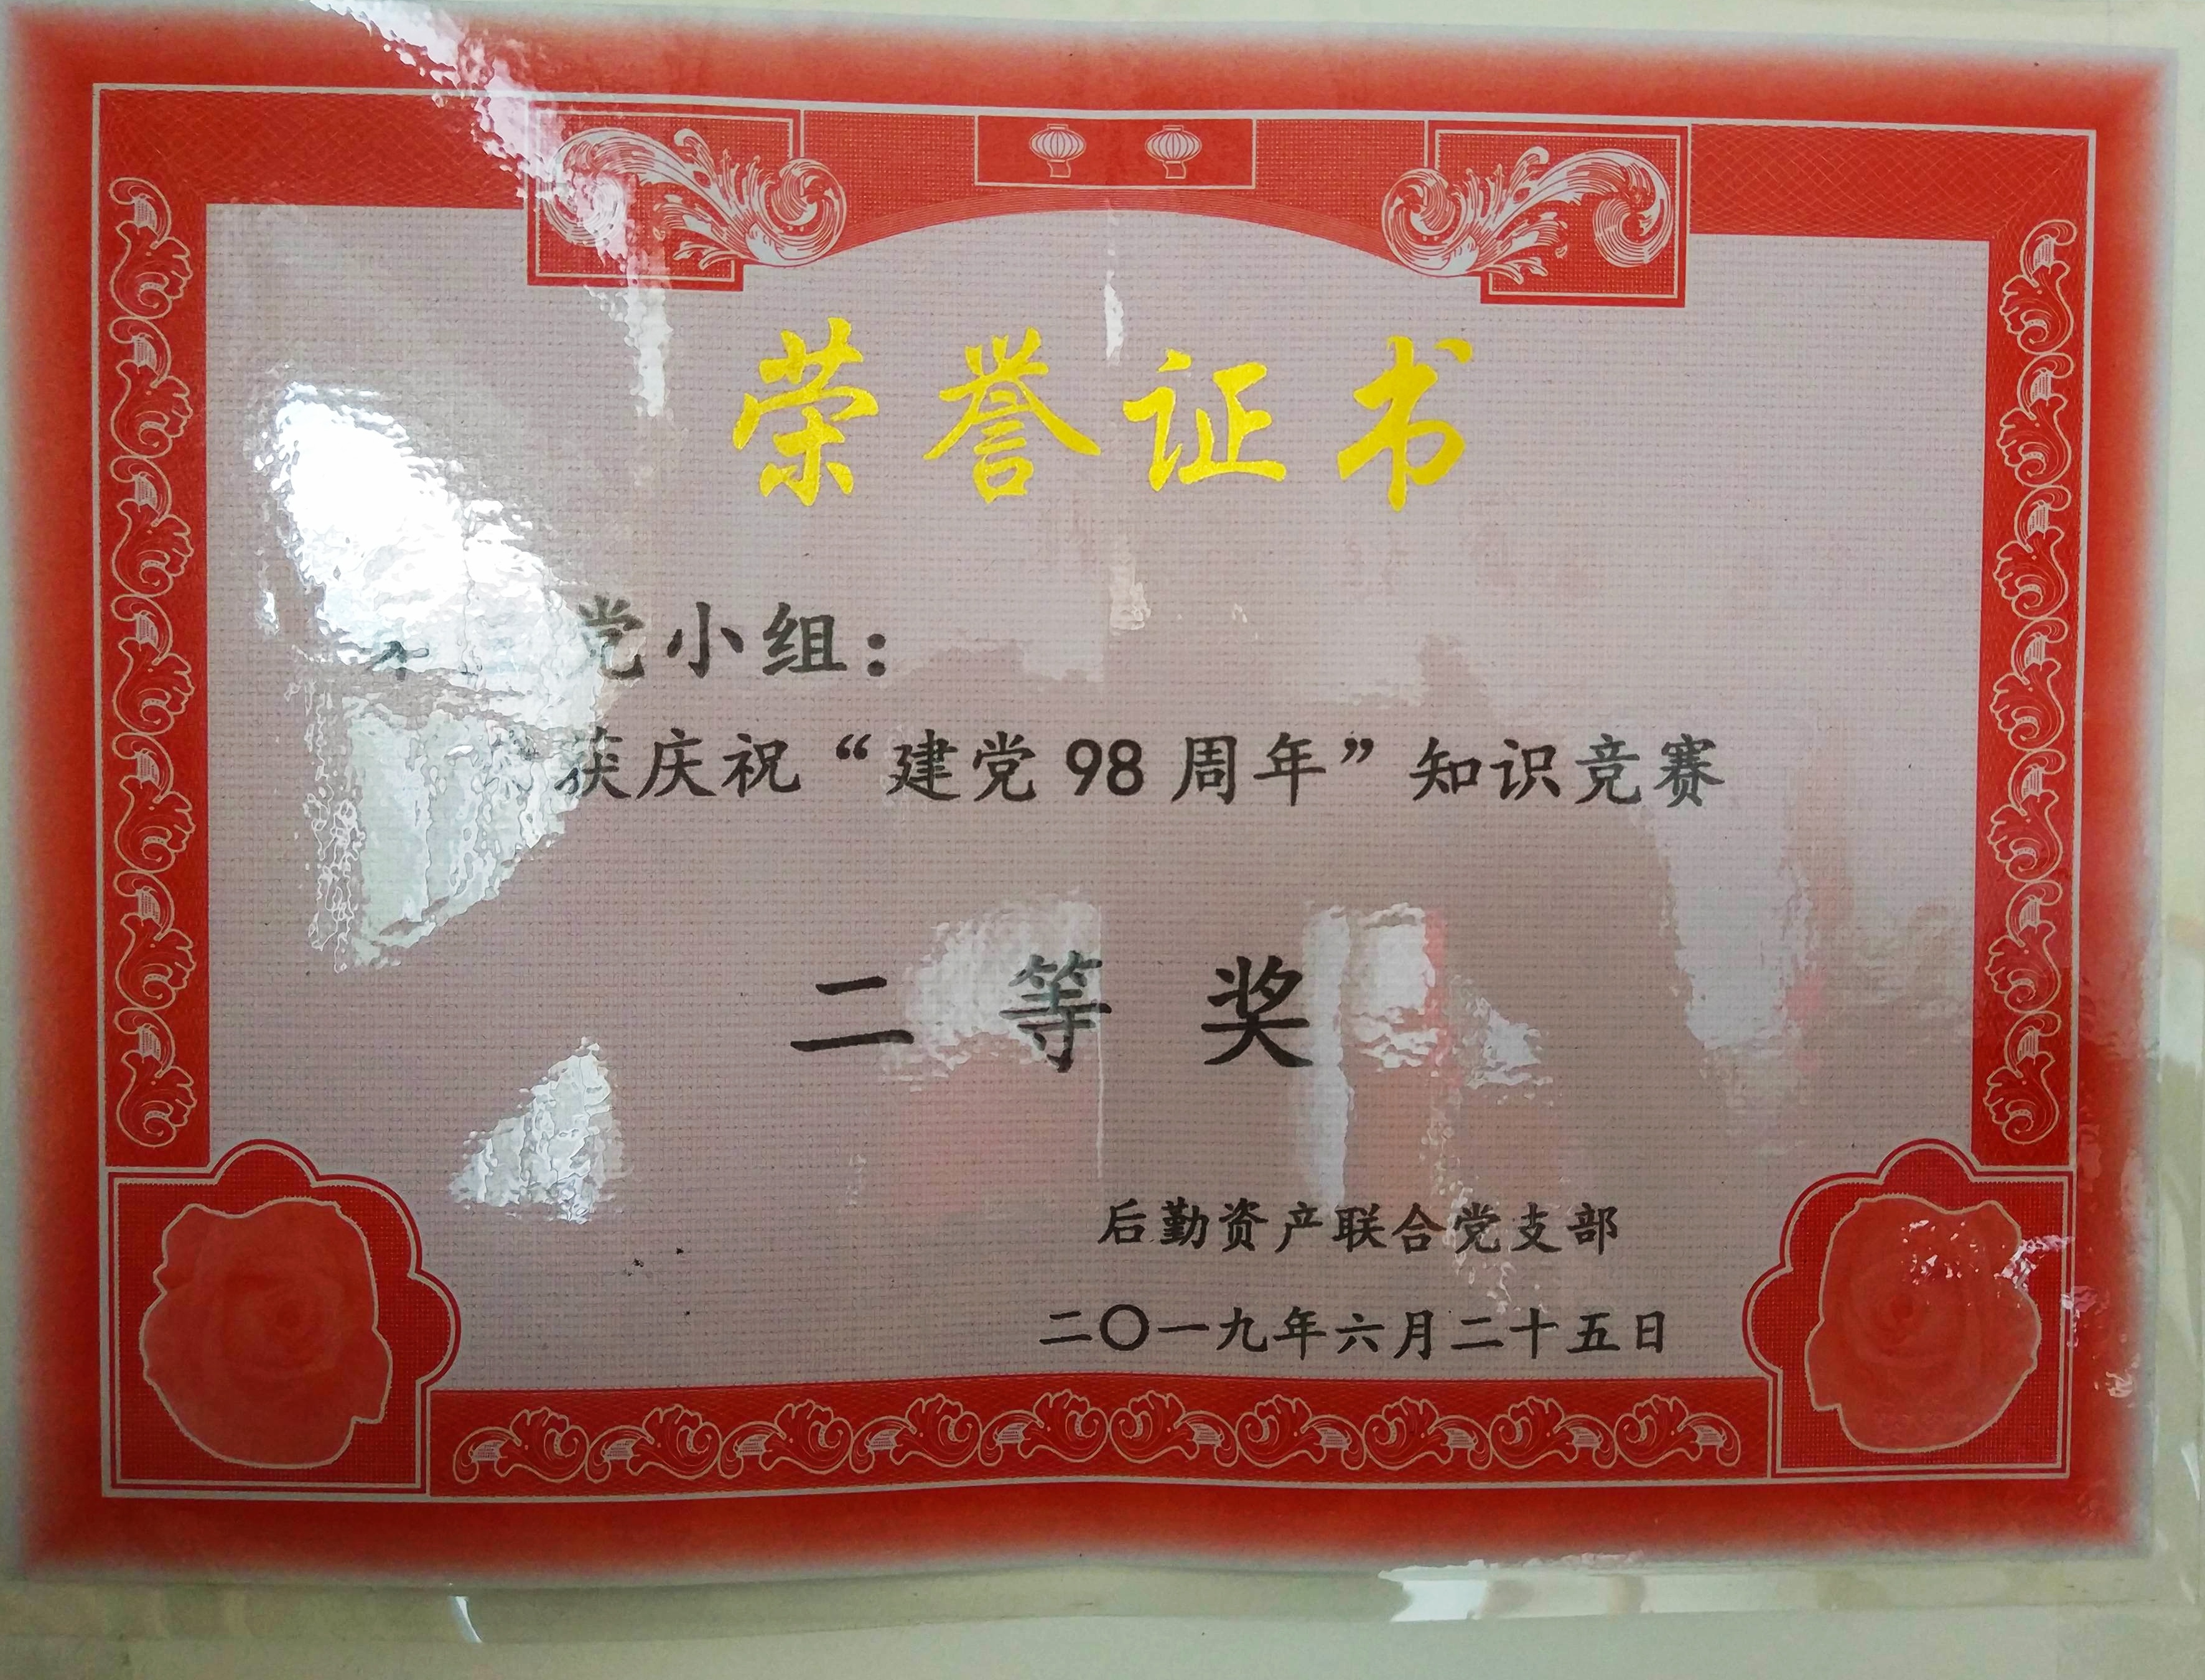 荣誉证书
党小组：
获庆祝“建党98周年”知识竞赛
二等奖
后勤资产联合党支部
二〇一九年六月二十五日